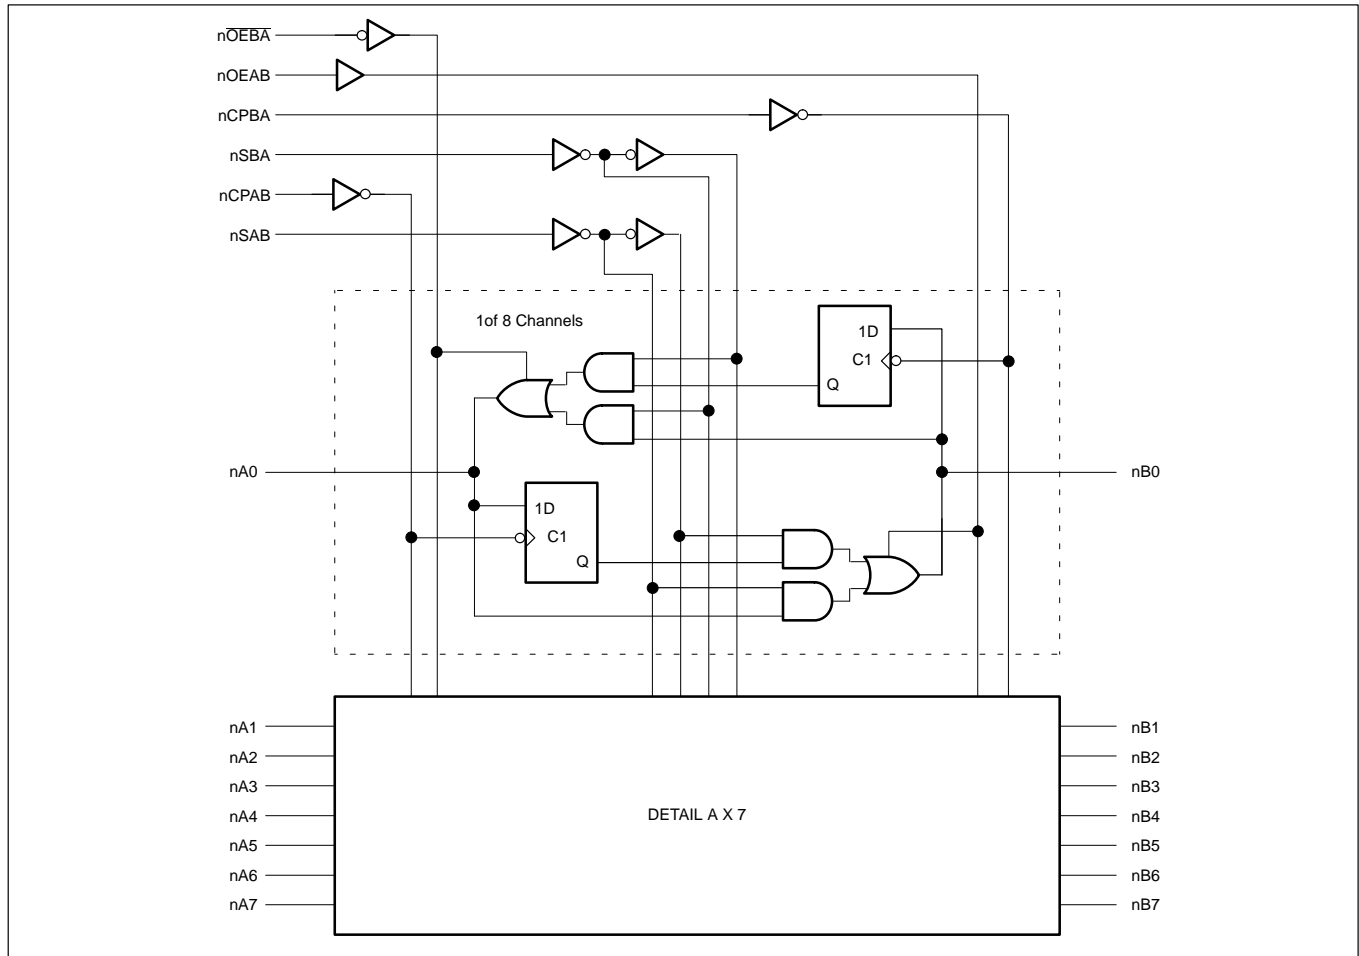 nOEBA
nOEAB
nCPBA
nSBA
nCPAB
nSAB
1of 8 Channels
1D
C1
Q
nA0
nB0
1D
C1
Q
nA1
nB1
nA2
nB2
nA3
nB3
DETAIL A X 7
nA4
nB4
nA5
nB5
nA6
nB6
nA7
nB7